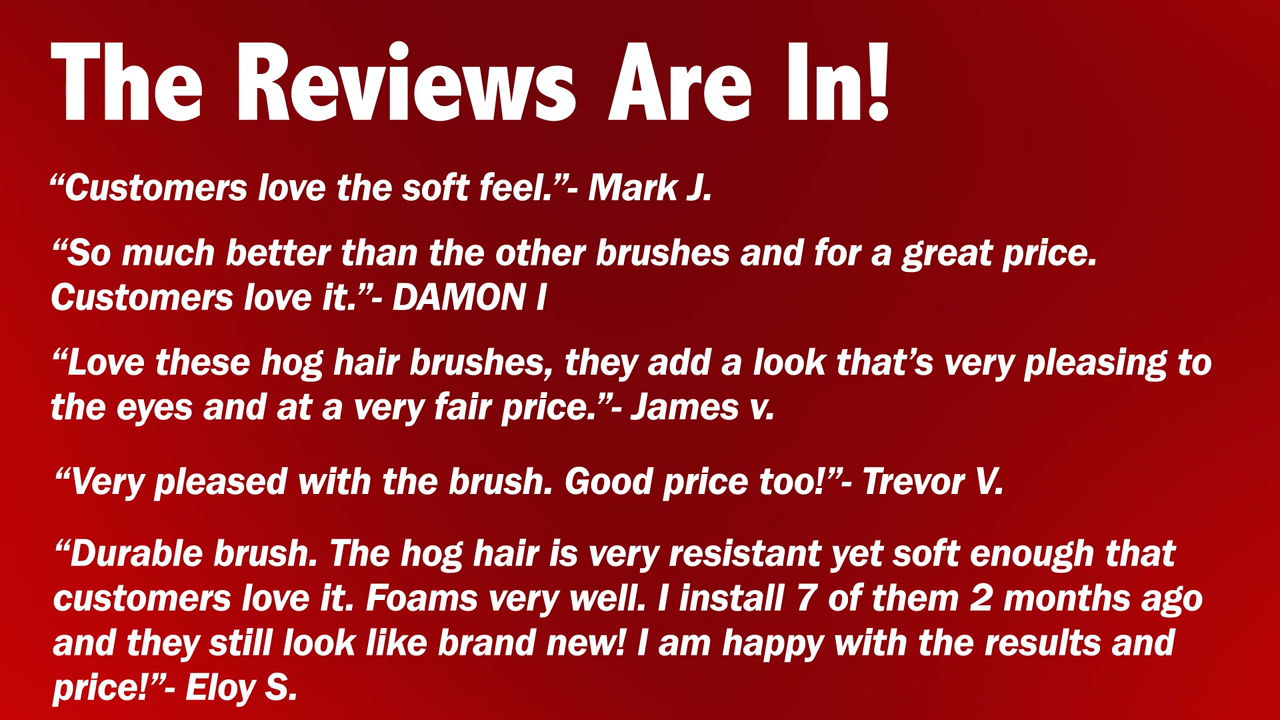 The Reviews Are In!
“Customers love the soft feel.”- Mark J.
“So much better than the other brushes and for a great price.
Customers love it.”- DAMON I
“Love these hog hair brushes, they add a look that’s very pleasing to
the eyes and at a very fair price.”- James v.
“Very pleased with the brush. Good price too!”- Trevor V.
“Durable brush. The hog hair is very resistant yet soft enough that
customers love it. Foams very well. I install 7 of them 2 months ago
and they still look like brand new! I am happy with the results and
price!”- Eloy S.